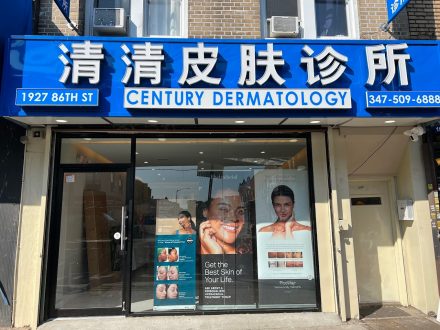 清清皮肤诊所
1927 86TH ST
CENTURY DERMATOLOGY
347-509-6888
Get the
Best Skin of
Your Life.